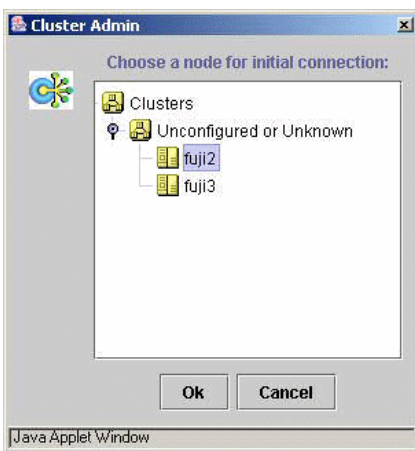 Cluster Admin
Choose a node for initial connection:
Clusters
Unconfigured or Unknown
fuji2
fuji3
Ok Cancel
Java Applet Window